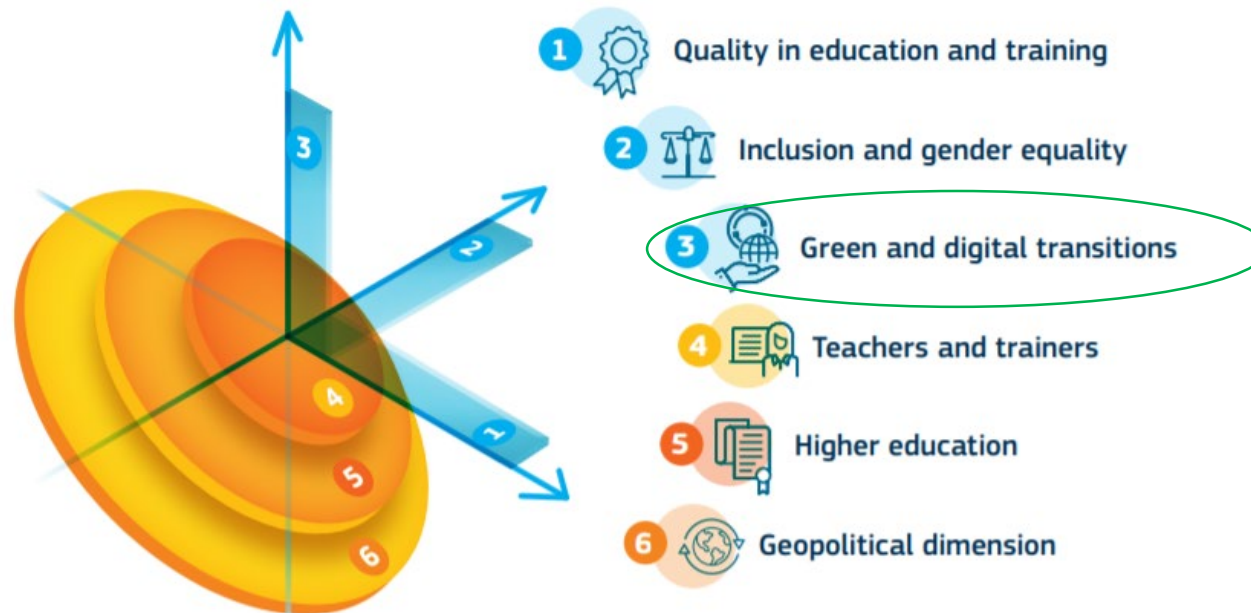 3
2
1
4
5
6
1 Quality in education and training
2 Inclusion and gender equality
3 Green and digital transitions
4 Teachers and trainers
5 Higher education
6 Geopolitical dimension